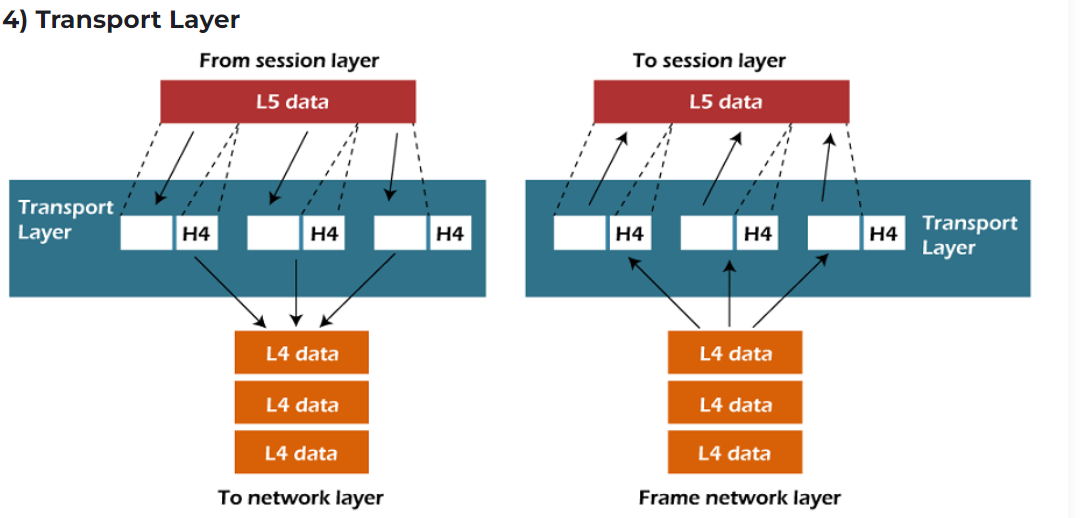 4) Transport Layer
From session layer
L5 data
Transport
Layer
H4
H4
H4
L4 data
L4 data
L4 data
To network layer
To session layer
L5 data
H4
H4
H4
Transport
Layer
L4 data
L4 data
L4 data
Frame network layer